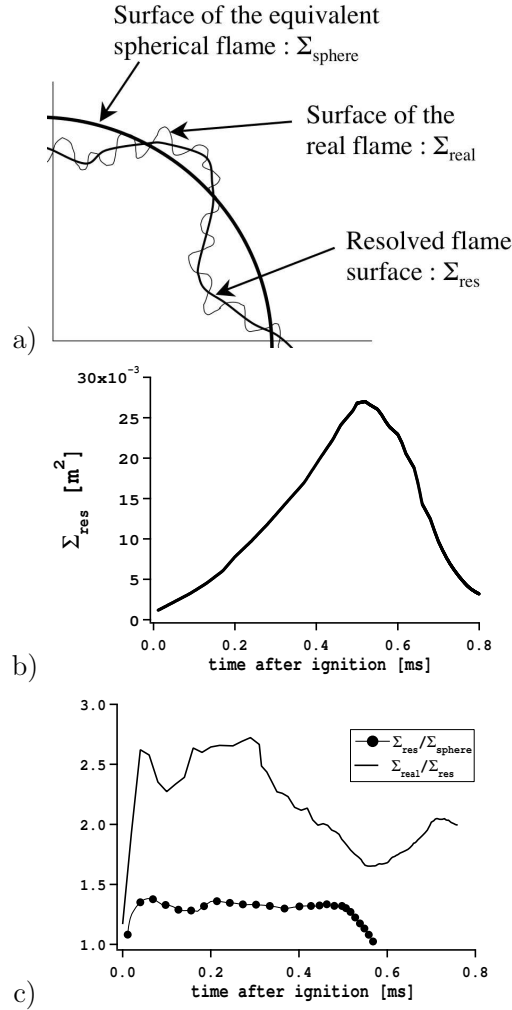 Surface of the equivalent
spherical flame : Σsphere
Surface of the
real flame : Σreal
Resolved flame
surface : Σres
a)
30x10⁻³
25
20
15
10
5
0
Σres [m²]
0.0 0.2 0.4 0.6 0.8
time after ignition [ms]
b)
3.0
2.5
2.0
1.5
1.0
Σres/Σsphere
Σreal/Σres
0.0 0.2 0.4 0.6 0.8
time after ignition [ms]
c)